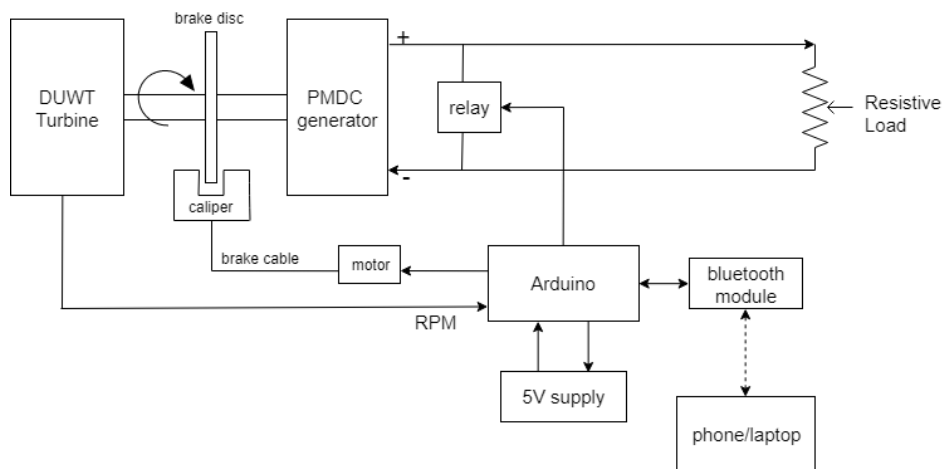 brake disc
DUWT
Turbine
PMDC
generator
+
-
relay
Resistive
Load
caliper
brake cable
motor
Arduino
bluetooth
module
RPM
5V supply
phone/laptop